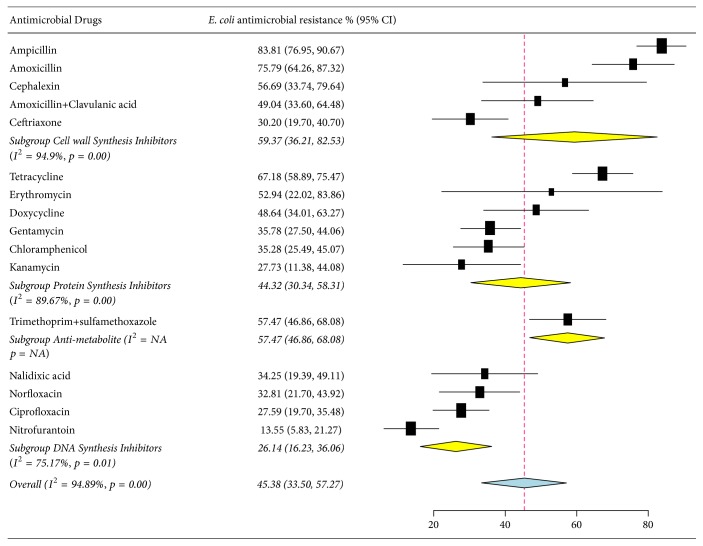 Antimicrobial Drugs E. coli antimicrobial resistance % (95% CI)
Ampicillin 83.81 (76.95, 90.67)
Amoxicillin 75.79 (64.26, 87.32)
Cephalexin 56.69 (33.74, 79.64)
Amoxicillin+Clavulanic acid 49.04 (33.60, 64.48)
Ceftriaxone 30.20 (19.70, 40.70)
Subgroup Cell wall Synthesis Inhibitors 59.37 (36.21, 82.53)
(I² = 94.9%, p = 0.00)
Tetracycline 67.18 (58.89, 75.47)
Erythromycin 52.94 (22.02, 83.86)
Doxycycline 48.64 (34.01, 63.27)
Gentamycin 35.78 (27.50, 44.06)
Chloramphenicol 35.28 (25.49, 45.07)
Kanamycin 27.73 (11.38, 44.08)
Subgroup Protein Synthesis Inhibitors 44.32 (30.34, 58.31)
(I² = 89.67%, p = 0.00)
Trimethoprim+sulfamethoxazole 57.47 (46.86, 68.08)
Subgroup Anti-metabolite (I² = NA 57.47 (46.86, 68.08)
p = NA)
Nalidixic acid 34.25 (19.39, 49.11)
Norfloxacin 32.81 (21.70, 43.92)
Ciprofloxacin 27.59 (19.70, 35.48)
Nitrofurantoin 13.55 (5.83, 21.27)
Subgroup DNA Synthesis Inhibitors 26.14 (16.23, 36.06)
(I² = 75.17%, p = 0.01)
Overall (I² = 94.89%, p = 0.00) 45.38 (33.50, 57.27)
20 40 60 80